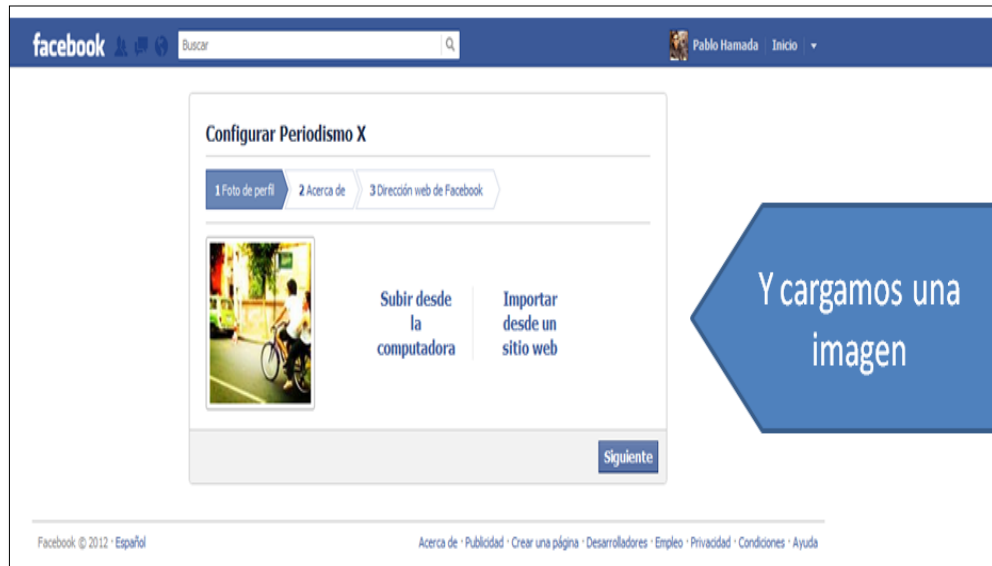 facebook Buscar Pablo Hamada Inicio
Configurar Periodismo X
1 Foto de perfil 2 Acerca de 3 Dirección web de Facebook
Subir desde
la
computadora
Importar
desde un
sitio web
Y cargamos una
imagen
Siguiente
Facebook © 2012 · Español
Acerca de · Publicidad · Crear una página · Desarrolladores · Empleo · Privacidad · Condiciones · Ayuda